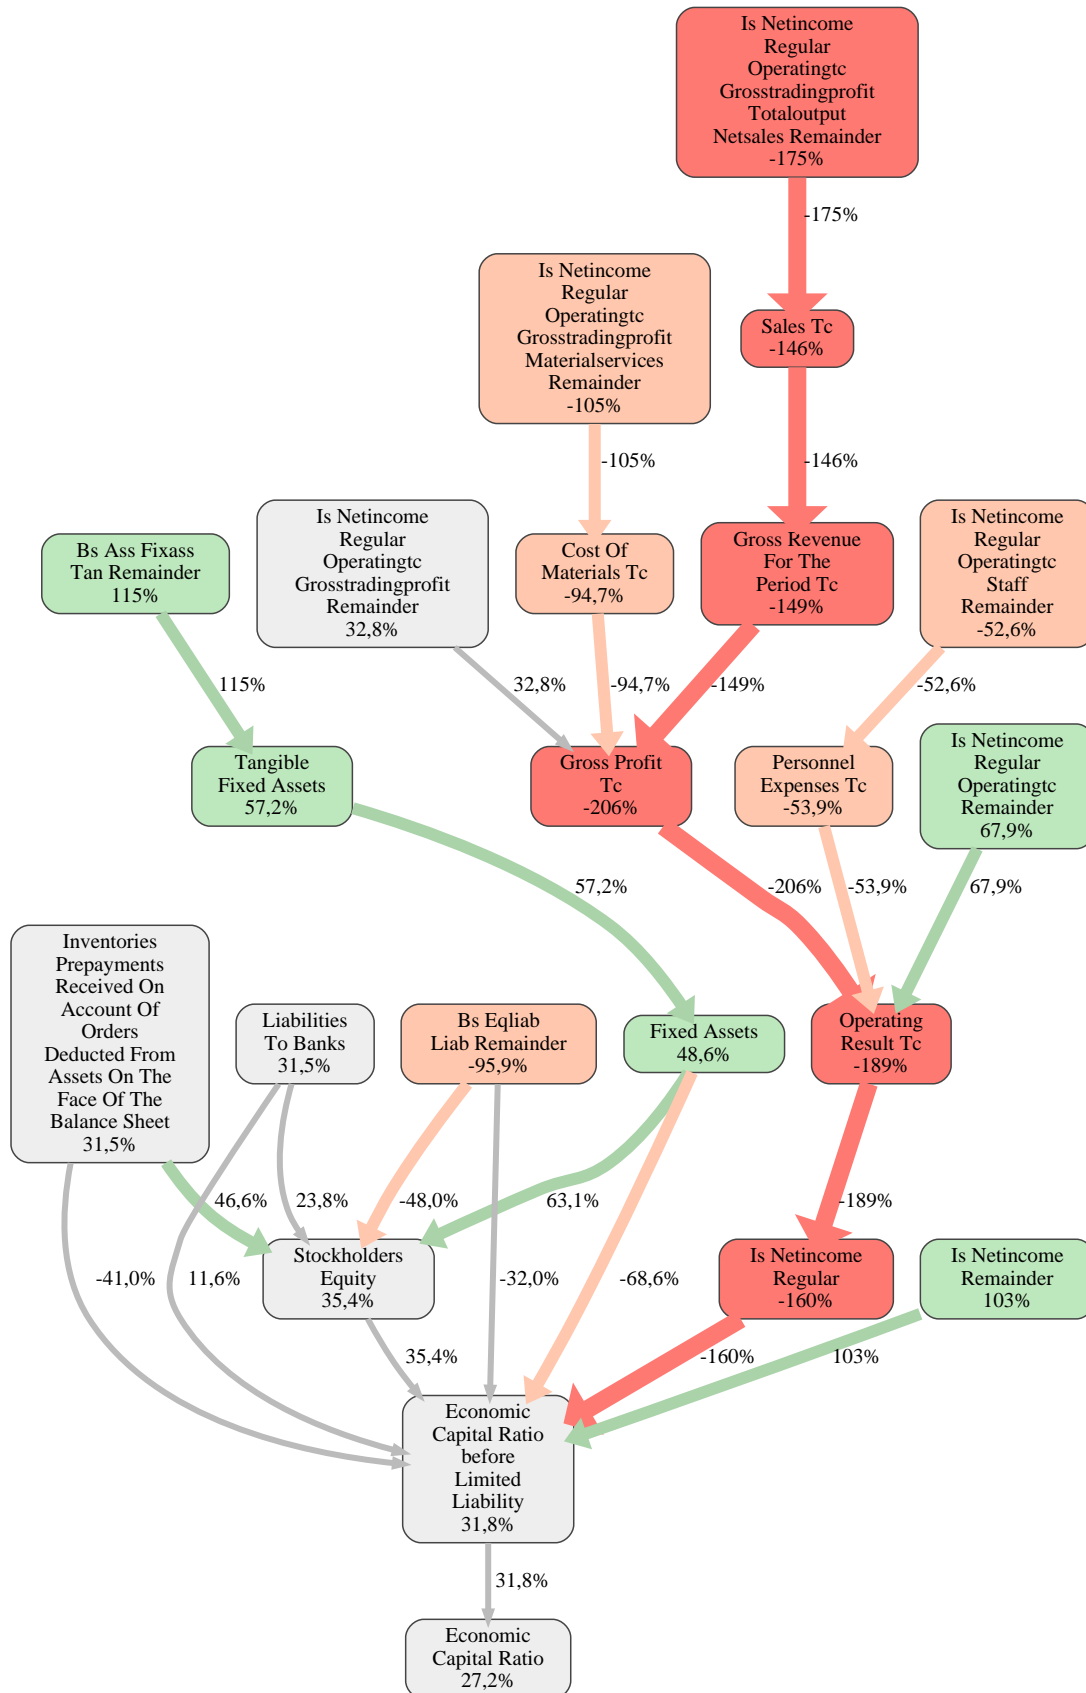 Is Netincome
Regular
Operatingtc
Grosstradingprofit
Totaloutput
Netsales Remainder
-175%
-175%
Is Netincome
Regular
Operatingtc
Grosstradingprofit
Materialservices
Remainder
-105%
Sales Tc
-146%
-105%
-146%
Bs Ass Fixass
Tan Remainder
115%
Is Netincome
Regular
Operatingtc
Grosstradingprofit
Remainder
32,8%
Cost Of
Materials Tc
-94,7%
Gross Revenue
For The
Period Tc
-149%
Is Netincome
Regular
Operatingtc
Staff
Remainder
-52,6%
115%
32,8%
-94,7%
-149%
-52,6%
Tangible
Fixed Assets
57,2%
Gross Profit
Tc
-206%
Personnel
Expenses Tc
-53,9%
Is Netincome
Regular
Operatingtc
Remainder
67,9%
57,2%
-206%
-53,9%
67,9%
Inventories
Prepayments
Received On
Account Of
Orders
Deducted From
Assets On The
Face Of The
Balance Sheet
31,5%
Liabilities
To Banks
31,5%
Bs Eqliab
Liab Remainder
-95,9%
Fixed Assets
48,6%
Operating
Result Tc
-189%
46,6%
23,8%
-48,0%
63,1%
-189%
-41,0%
11,6%
Stockholders
Equity
35,4%
-32,0%
-68,6%
Is Netincome
Regular
-160%
Is Netincome
Remainder
103%
35,4%
-160%
103%
Economic
Capital Ratio
before
Limited
Liability
31,8%
31,8%
Economic
Capital Ratio
27,2%